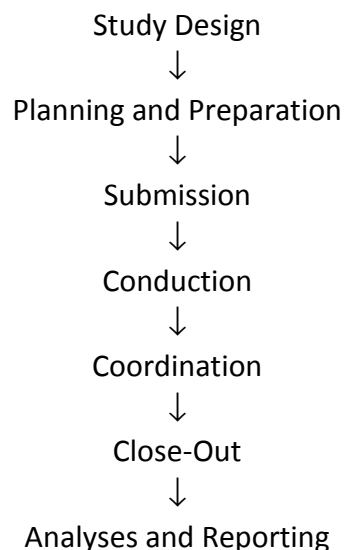 Study Design
↓
Planning and Preparation
↓
Submission
↓
Conduction
↓
Coordination
↓
Close-Out
↓
Analyses and Reporting